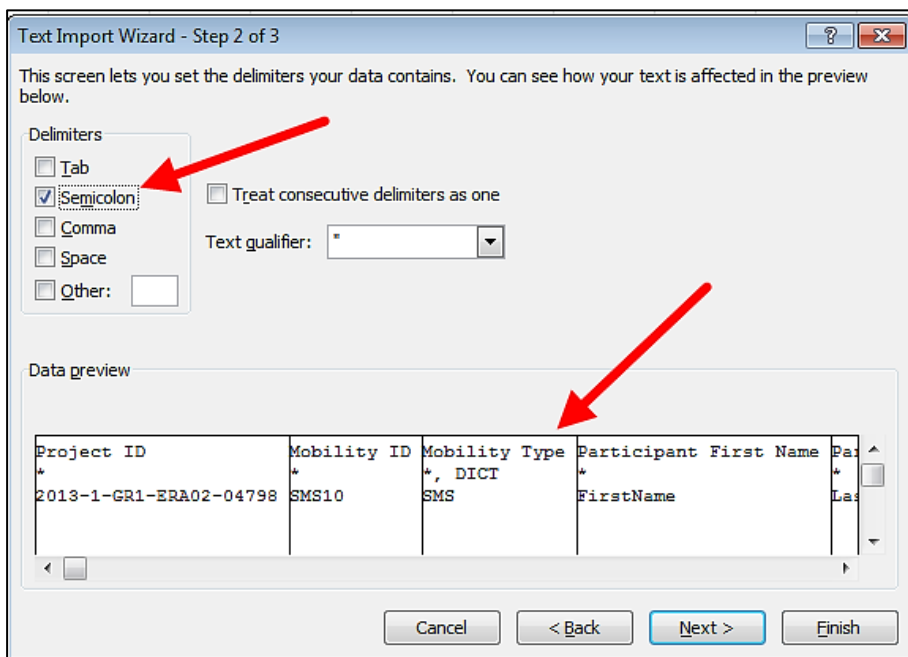 Text Import Wizard - Step 2 of 3
This screen lets you set the delimiters your data contains.  You can see how your text is affected in the preview
below.
Delimiters
Tab
Semicolon
Comma
Space
Other:
Treat consecutive delimiters as one
Text qualifier: "
Data preview
Project ID Mobility ID Mobility Type Participant First Name Par
* * *, DICT * *
2013-1-GR1-ERA02-04798 SMS10 SMS FirstName Las
Cancel < Back Next > Finish